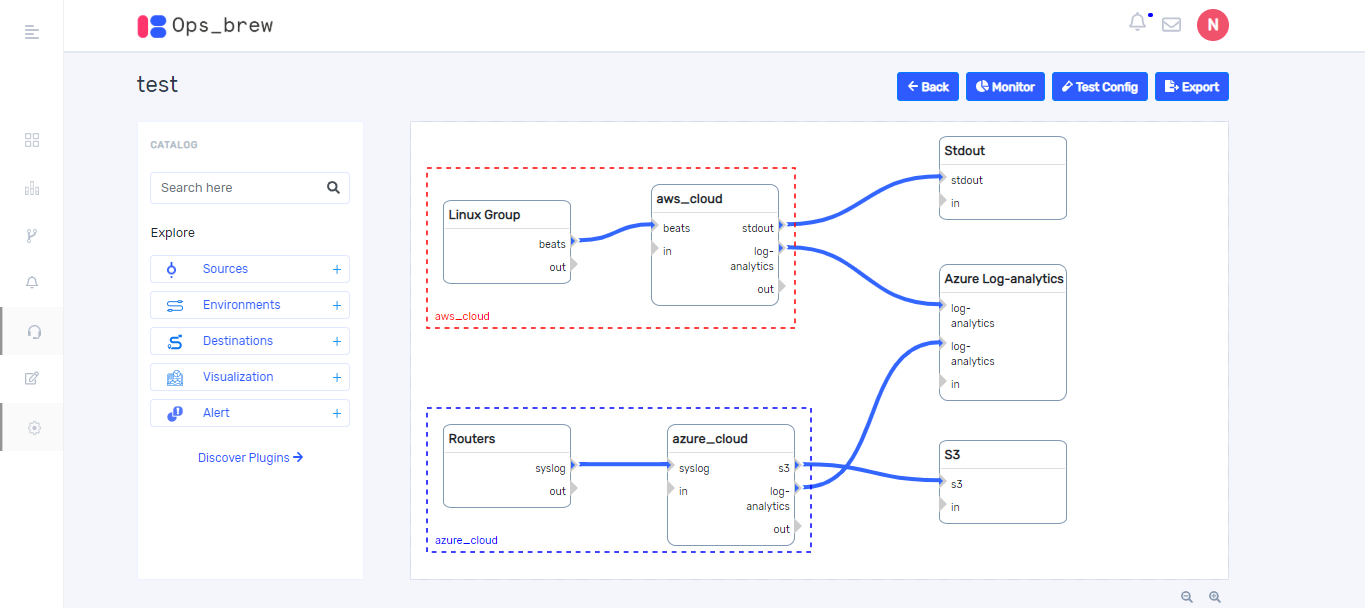 Ops_brew
N
test
Back
Monitor
Test Config
Export
CATALOG
Search here
Explore
Sources
+
Environments
+
Destinations
+
Visualization
+
Alert
+
Discover Plugins
Linux Group
beats
out
aws_cloud
beats
stdout
in
log-
analytics
out
aws_cloud
Routers
syslog
out
azure_cloud
syslog
s3
in
log-
analytics
out
azure_cloud
Stdout
stdout
in
Azure Log-analytics
log-
analytics
log-
analytics
in
S3
s3
in